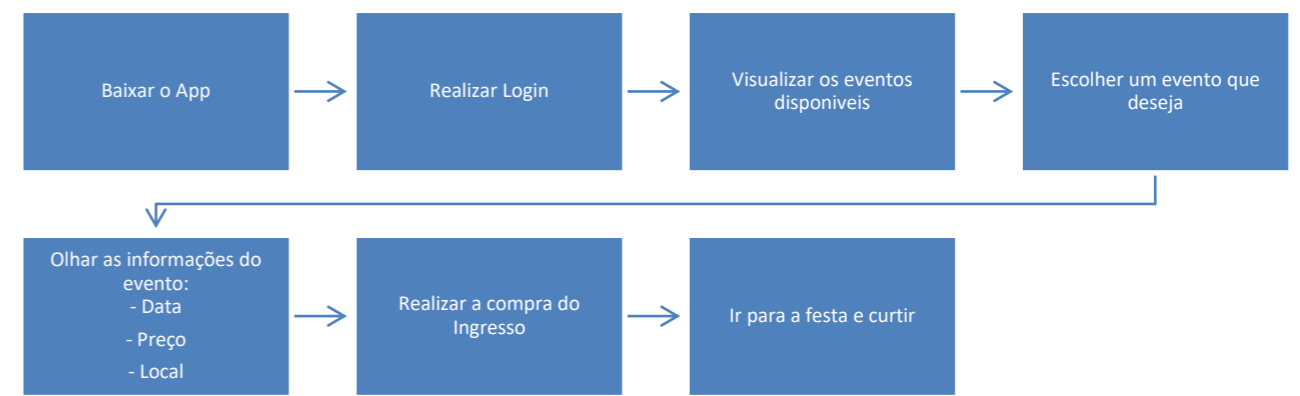 Baixar o App
Realizar Login
Visualizar os eventos
disponiveis
Escolher um evento que
deseja
Olhar as informações do
evento:
- Data
- Preço
- Local
Realizar a compra do
Ingresso
Ir para a festa e curtir